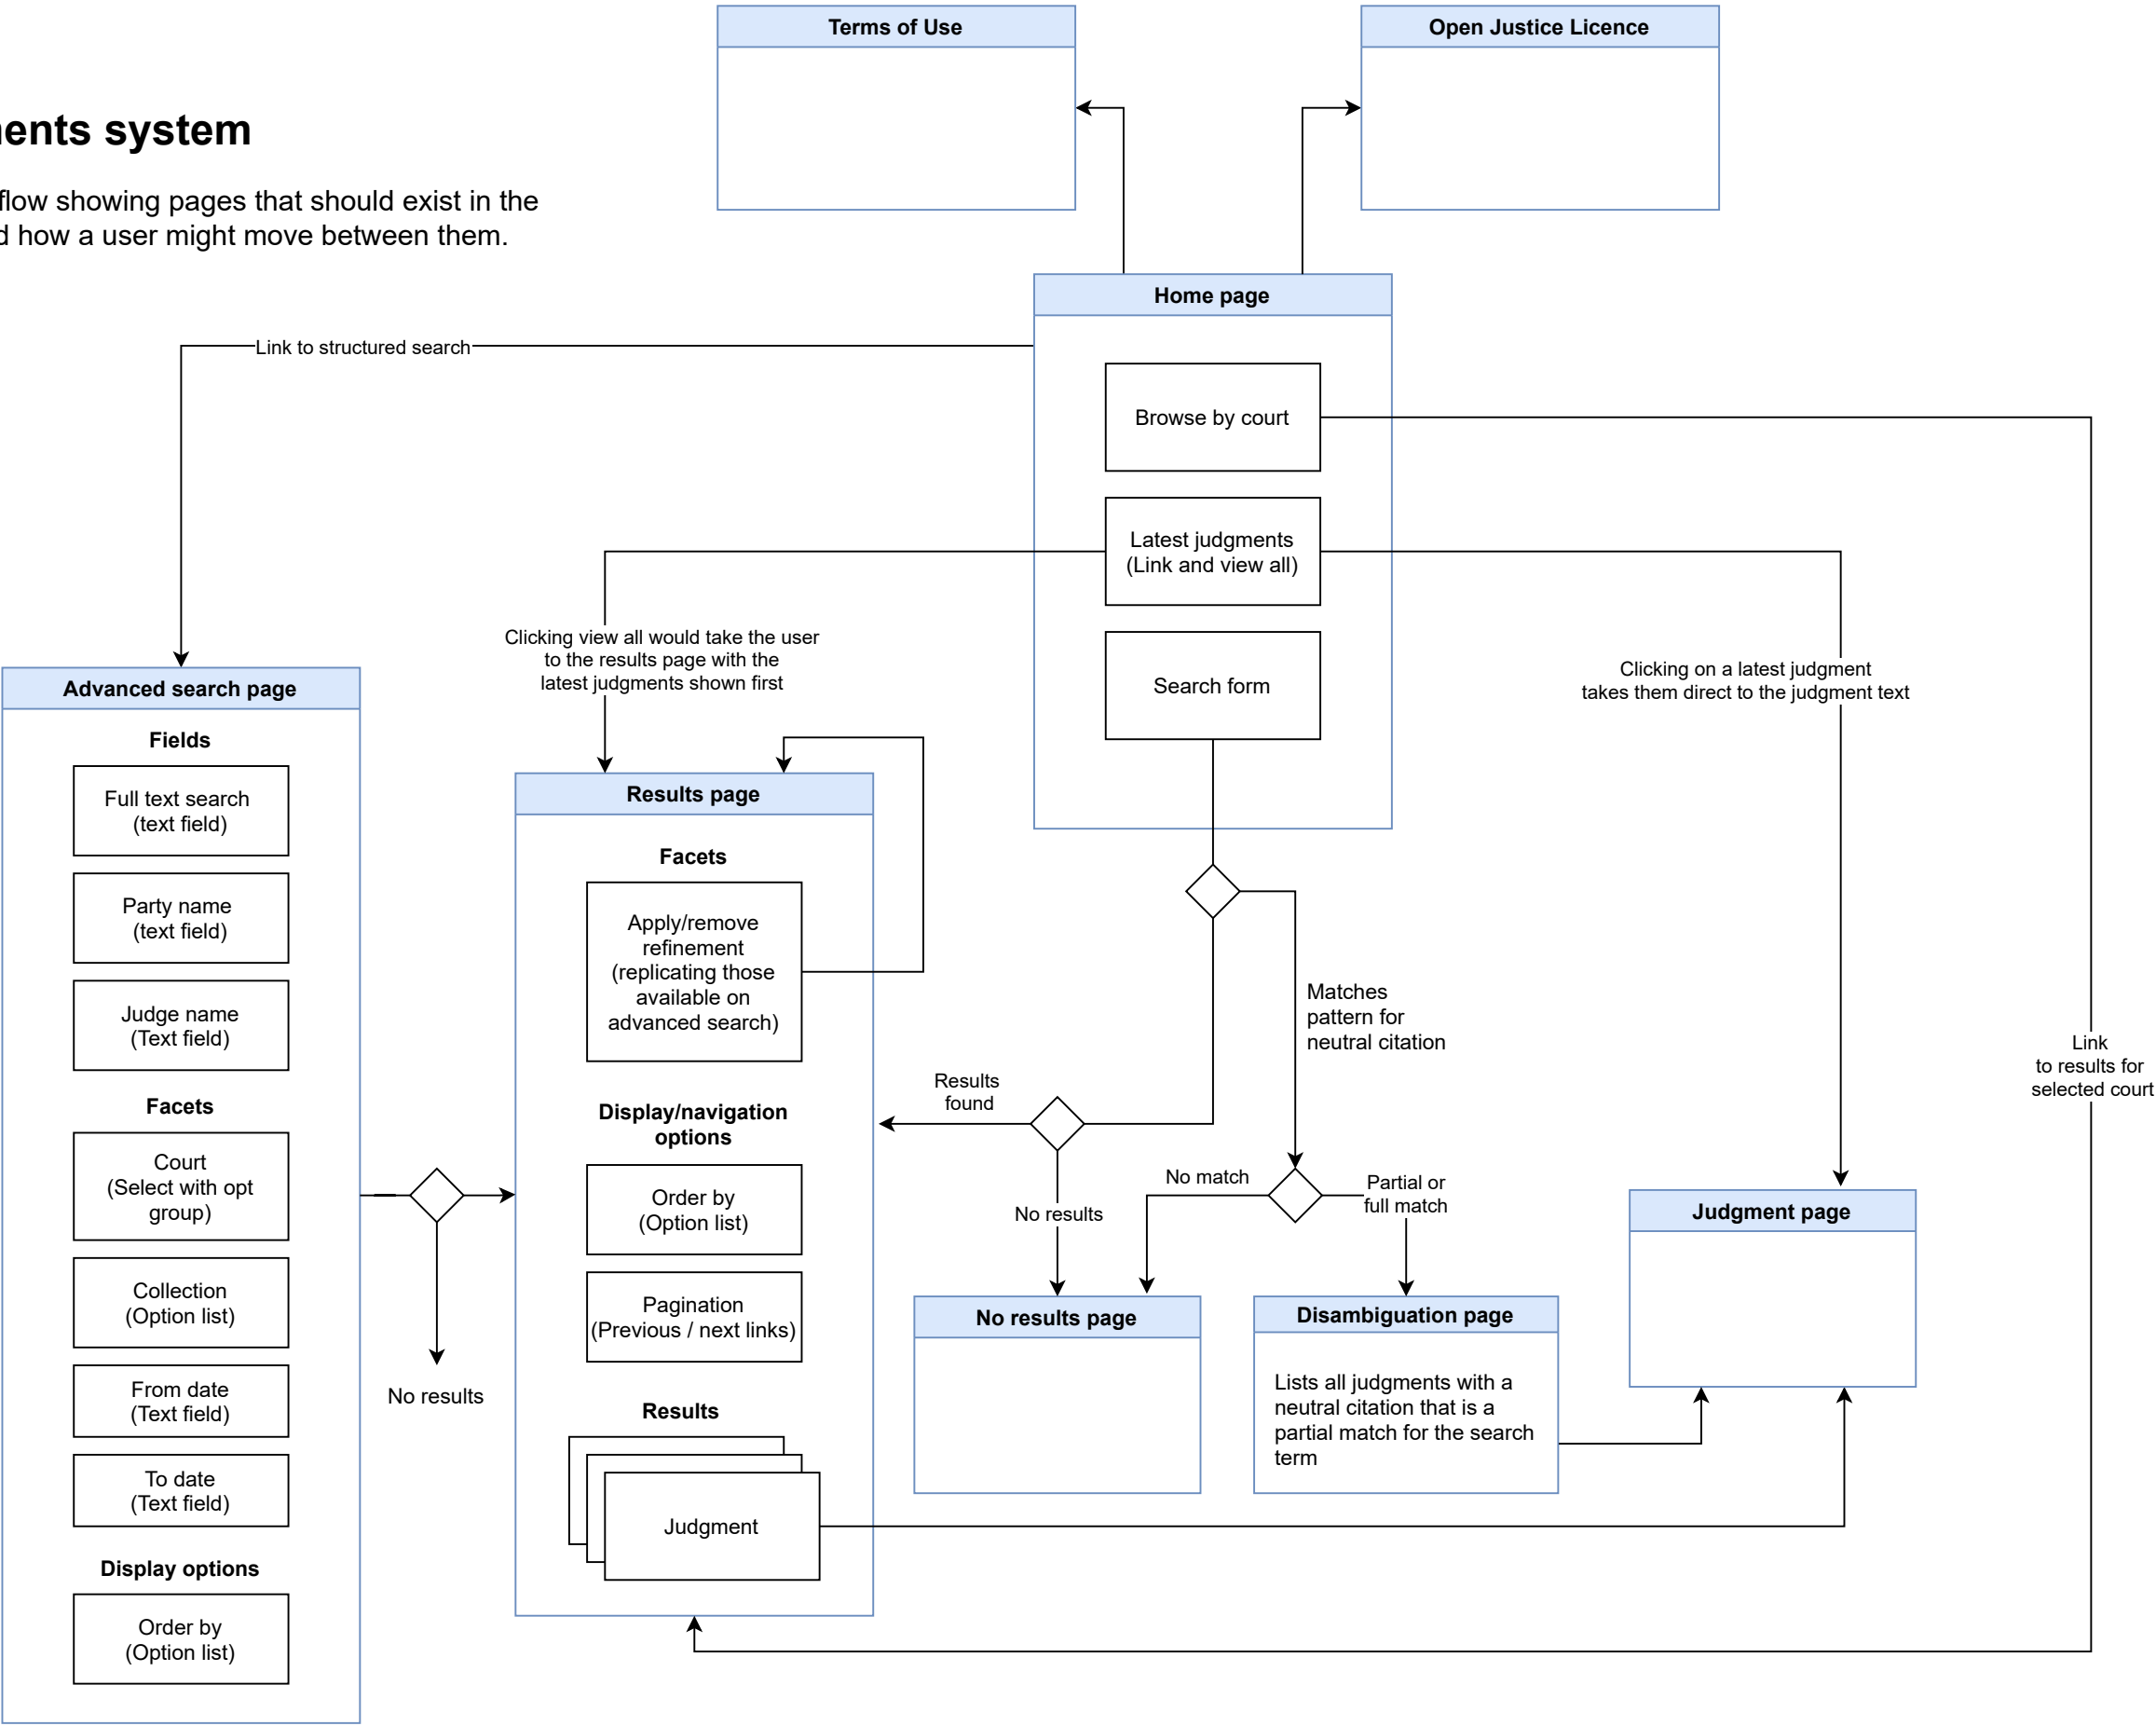 Terms of Use
Open Justice Licence
system
flow showing pages that should exist in the
how a user might move between them.
Home page
Link to structured search
Browse by court
Latest judgments
(Link and view all)
Clicking view all would take the user
to the results page with the
latest judgments shown first
Search form
Clicking on a latest judgment
takes them direct to the judgment text
Advanced search page
Fields
Full text search
(text field)
Party name
(text field)
Judge name
(Text field)
Facets
Court
(Select with opt
group)
Collection
(Option list)
From date
(Text field)
To date
(Text field)
Display options
Order by
(Option list)
No results
Results page
Facets
Apply/remove
refinement
(replicating those
available on
advanced search)
Display/navigation
options
Order by
(Option list)
Pagination
(Previous / next links)
Results
Judgment
Matches
pattern for
neutral citation
Results
found
No results
No match
Partial or
full match
Link
to results for
selected court
No results page
Disambiguation page
Lists all judgments with a
neutral citation that is a
partial match for the search
term
Judgment page